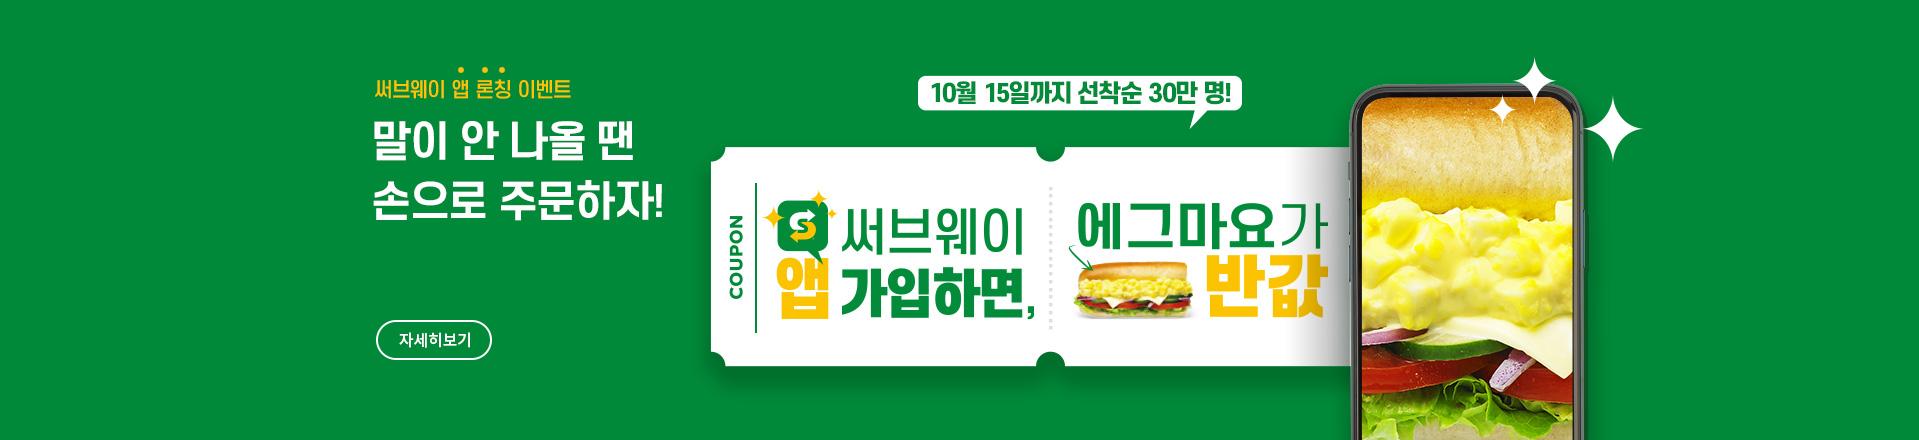 써브웨이 앱 론칭 이벤트
말이 안 나올 땐
손으로 주문하자!
자세히보기
10월 15일까지 선착순 30만 명!
COUPON
써브웨이
앱 가입하면,
에그마요가
반값